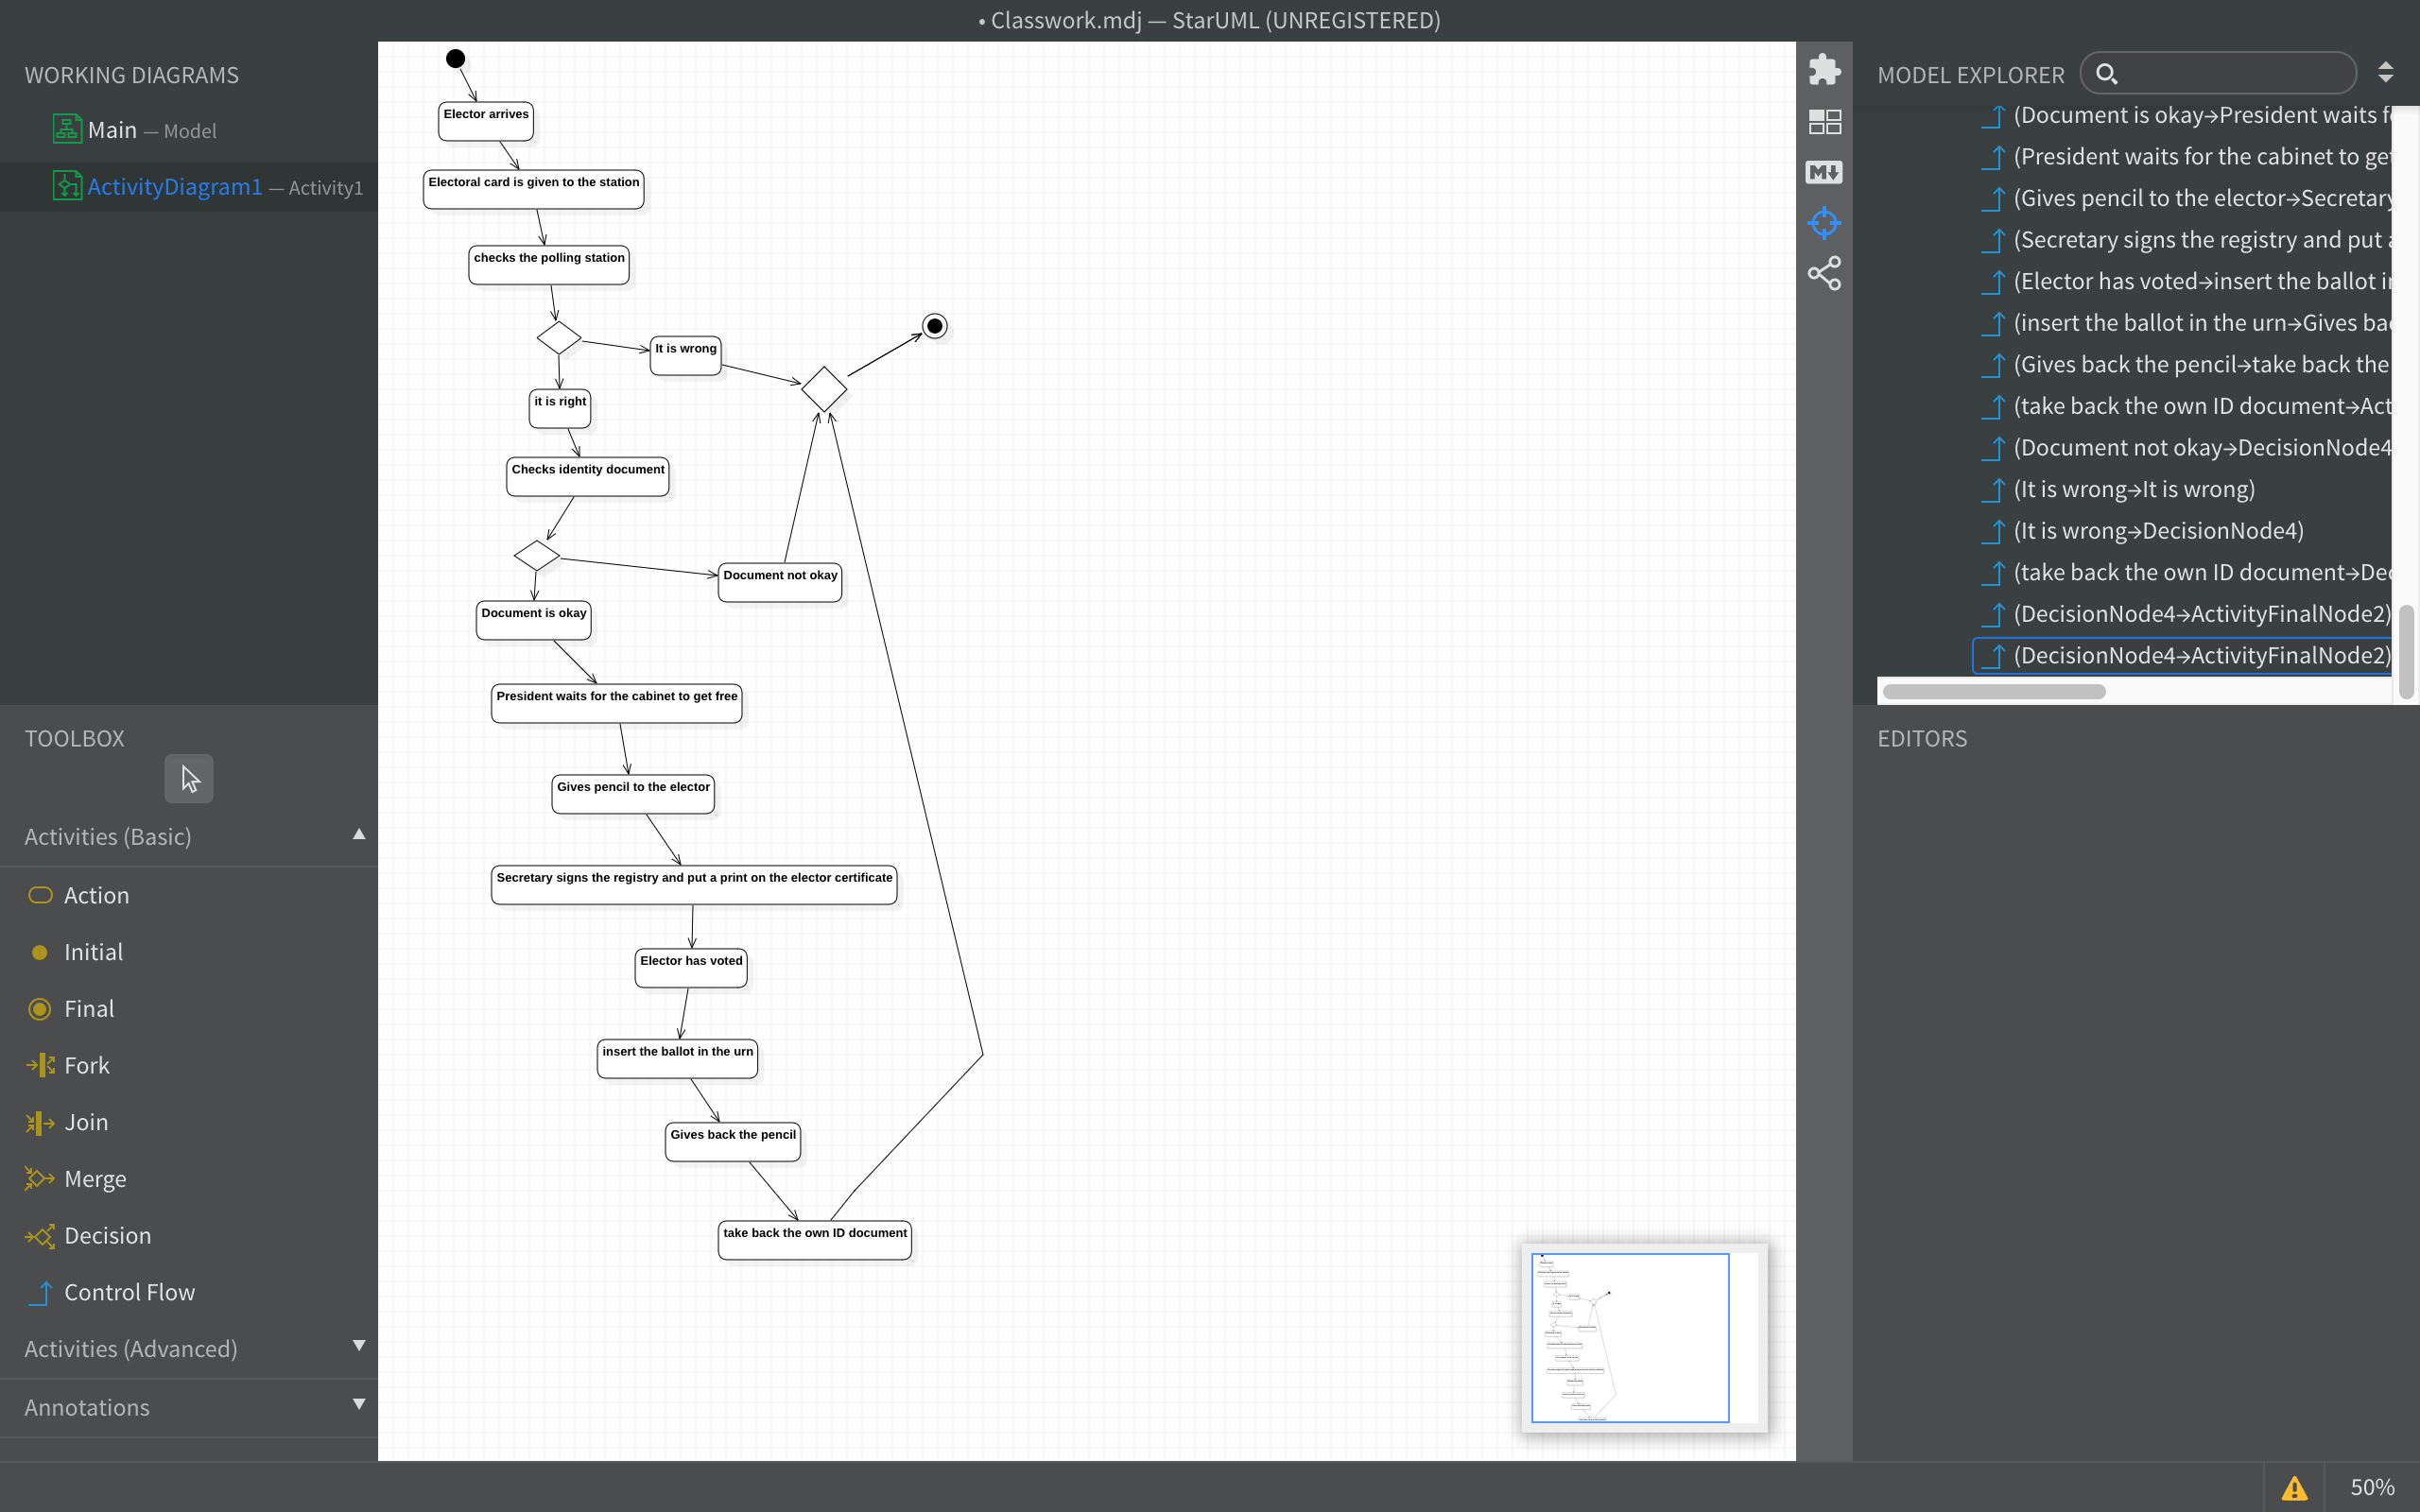 • Classwork.mdj — StarUML (UNREGISTERED)
WORKING DIAGRAMS
Main — Model
ActivityDiagram1 — Activity1
TOOLBOX
Activities (Basic)
Action
Initial
Final
Fork
Join
Merge
Decision
Control Flow
Activities (Advanced)
Annotations
Elector arrives
Electoral card is given to the station
checks the polling station
It is wrong
it is right
Checks identity document
Document not okay
Document is okay
President waits for the cabinet to get free
Gives pencil to the elector
Secretary signs the registry and put a print on the elector certificate
Elector has voted
insert the ballot in the urn
Gives back the pencil
take back the own ID document
M
MODEL EXPLORER
(Document is okay→President waits f
(President waits for the cabinet to get
(Gives pencil to the elector→Secretary
(Secretary signs the registry and put a
(Elector has voted→insert the ballot in
(insert the ballot in the urn→Gives bac
(Gives back the pencil→take back the
(take back the own ID document→Act
(Document not okay→DecisionNode4
(It is wrong→It is wrong)
(It is wrong→DecisionNode4)
(take back the own ID document→Dec
(DecisionNode4→ActivityFinalNode2)
(DecisionNode4→ActivityFinalNode2)
EDITORS
50%